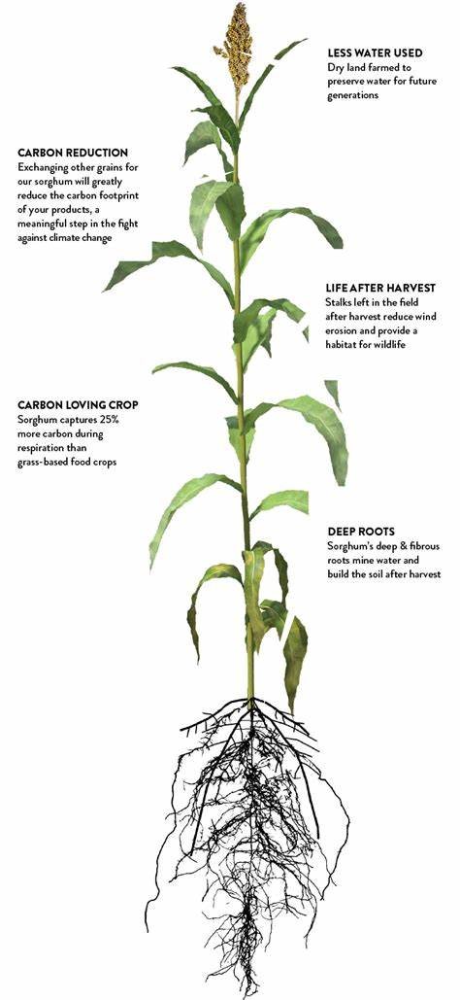 LESS WATER USED
Dry land farmed to
preserve water for future
generations
CARBON REDUCTION
Exchanging other grains for
our sorghum will greatly
reduce the carbon footprint
of your products, a
meaningful step in the fight
against climate change
LIFE AFTER HARVEST
Stalks left in the field
after harvest reduce wind
erosion and provide a
habitat for wildlife
CARBON LOVING CROP
Sorghum captures 25%
more carbon during
respiration than
grass-based food crops
DEEP ROOTS
Sorghum's deep & fibrous
roots mine water and
build the soil after harvest